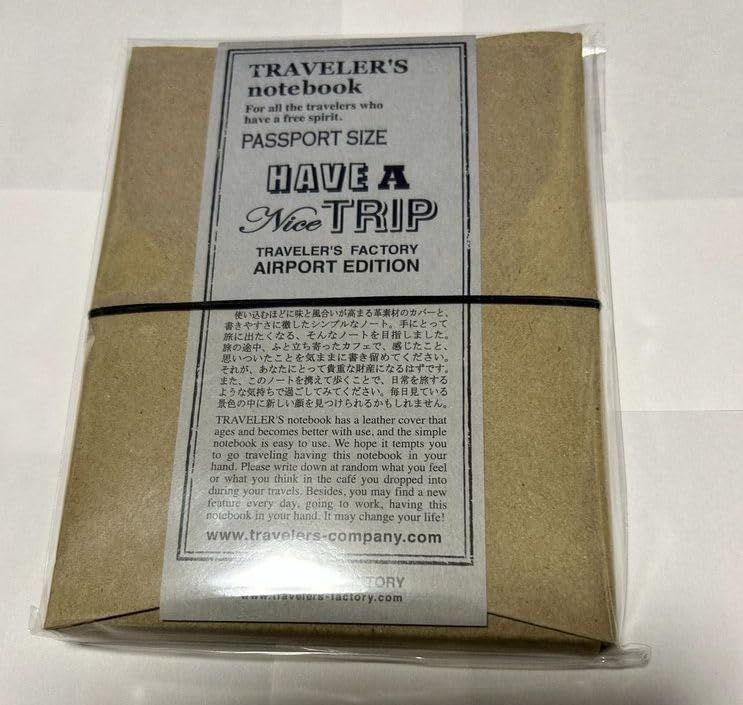 TRAVELER'S
notebook
For all the travelers who
have a free spirit.
PASSPORT SIZE
HAVE A
Nice TRIP
TRAVELER'S FACTORY
AIRPORT EDITION
使い込むほどに味と風合いが高まる革素材のカバーと、
書きやすさに徹したシンプルなノート。手にとって
旅に出たくなる、そんなノートを目指しました。
旅の途中、ふと立ち寄ったカフェで、感じたこと、
思いついたことを気ままに書き留めてください。
それが、あなたにとって貴重な財産になるはずです。
また、このノートを携えて歩くことで、日常を旅する
ような気持ちで過ごしてみてください。毎日見ている
景色の中に新しい顔を見つけられるかもしれません。
TRAVELER'S notebook has a leather cover that
ages and becomes better with use, and the simple
notebook is easy to use. We hope it tempts you
to go traveling having this notebook in your
hand. Please write down at random what you feel
or what you think in the café you dropped into
during your travels. Besides, you may find a new
feature every day, going to work, having this
notebook in your hand. It may change your life!
www.travelers-company.com
www.travelers-factory.com